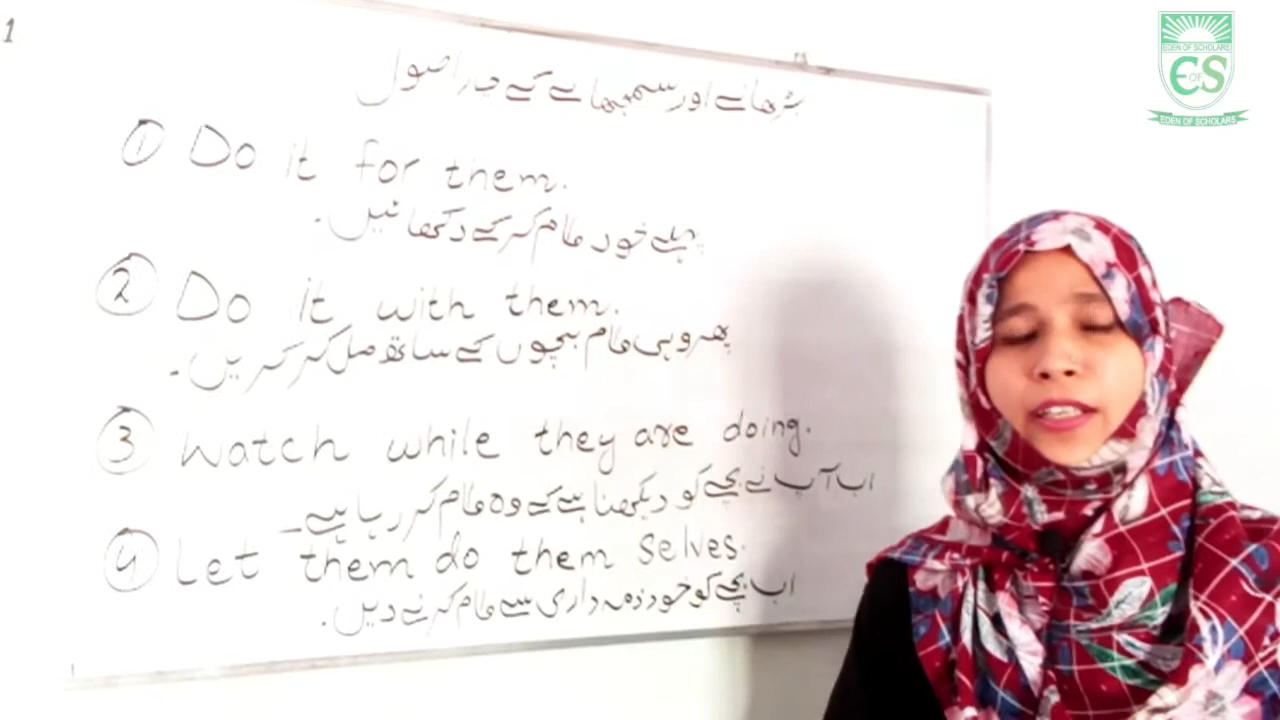 1
EDEN OF SCHOLARS
E OF S
EDEN OF SCHOLARS
پڑھانے اور سمجھانے کے چار اصول
① Do it for them.
پہلے خود کام کر کے دکھائیں۔
② Do it with them.
پھر وہی کام بچوں کے ساتھ مل کر کریں۔
③ Watch while they are doing.
اب آپ نے بچے کو دیکھنا ہے کے وہ کام کر رہا ہے۔
④ Let them do them selves.
اب بچے کو خود ذمہ داری سے کام کرنے دیں۔